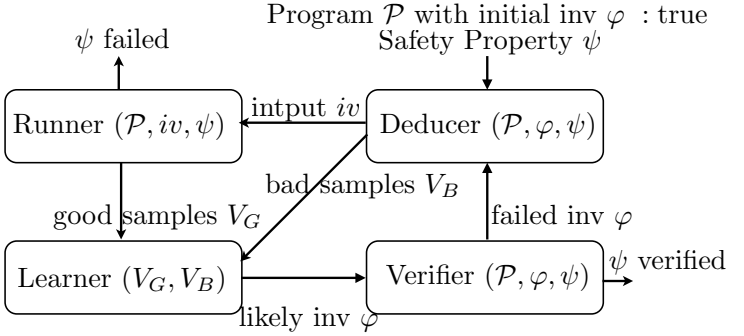 Program 𝒫 with initial inv φ : true
Safety Property ψ
ψ failed
Runner (𝒫, iv, ψ)
intput iv
Deducer (𝒫, φ, ψ)
bad samples V_B
good samples V_G
failed inv φ
Learner (V_G, V_B)
Verifier (𝒫, φ, ψ)
ψ verified
likely inv φ